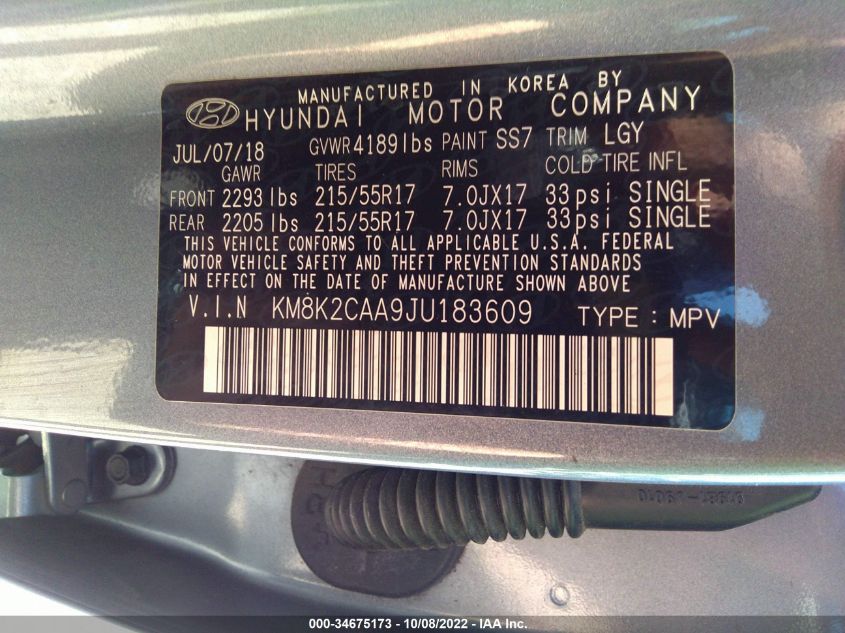 MANUFACTURED IN KOREA BY
HYUNDAI MOTOR COMPANY
JUL/07/18 GVWR 4189lbs PAINT SS7 TRIM LGY
GAWR TIRES RIMS COLD TIRE INFL
FRONT 2293 lbs 215/55R17 7.0JX17 33psi SINGLE
REAR 2205 lbs 215/55R17 7.0JX17 33psi SINGLE
THIS VEHICLE CONFORMS TO ALL APPLICABLE U.S.A. FEDERAL
MOTOR VEHICLE SAFETY AND THEFT PREVENTION STANDARDS
IN EFFECT ON THE DATE OF MANUFACTURE SHOWN ABOVE
V.I.N KM8K2CAA9JU183609 TYPE : MPV
000-34675173 - 10/08/2022 - IAA Inc.